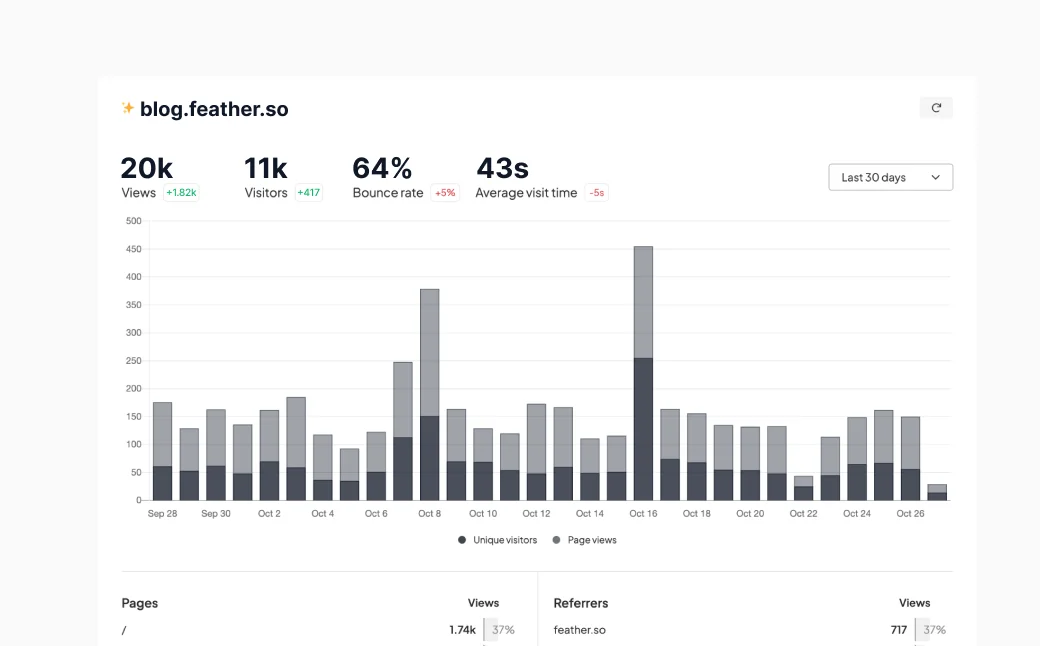 ✨ blog.feather.so
20k 11k 64% 43s
Views +1.82k Visitors +417 Bounce rate +5% Average visit time -5s
Last 30 days
500
450
400
350
300
250
200
150
100
50
0
Sep 28 Sep 30 Oct 2 Oct 4 Oct 6 Oct 8 Oct 10 Oct 12 Oct 14 Oct 16 Oct 18 Oct 20 Oct 22 Oct 24 Oct 26
Unique visitors Page views
Pages Views
/ 1.74k 37%
Referrers Views
feather.so 717 37%